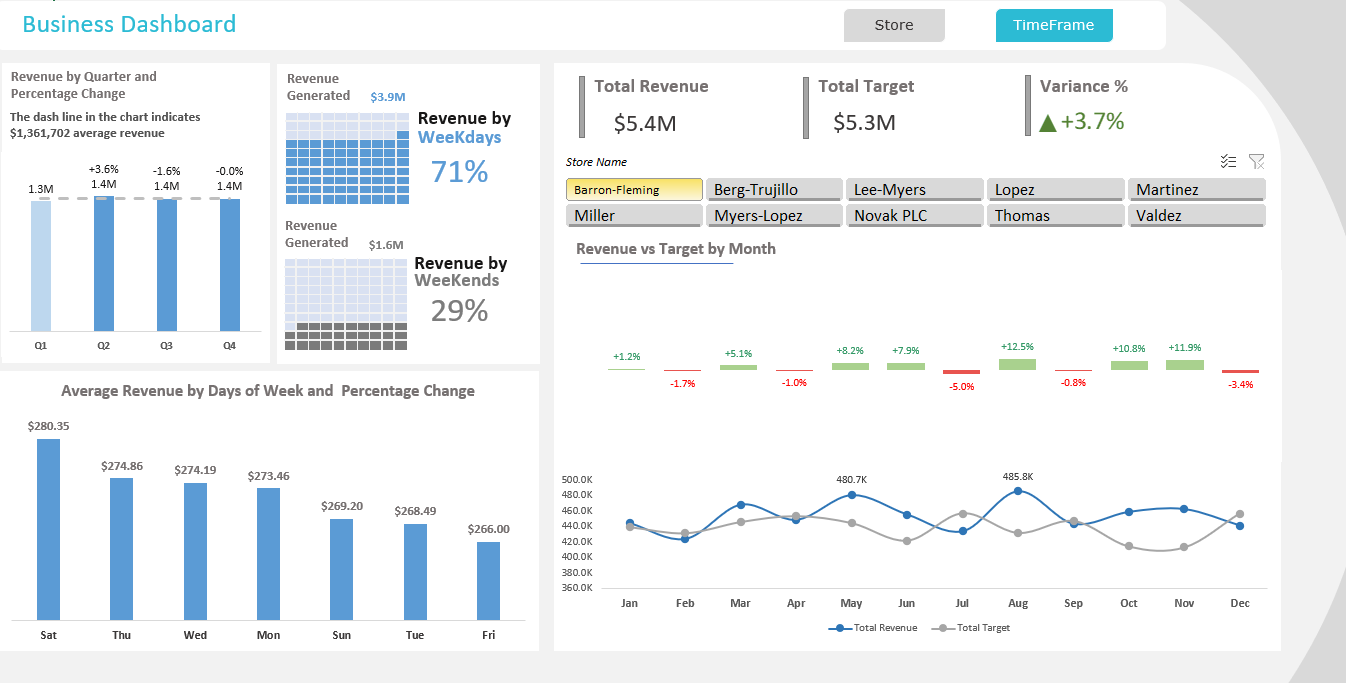 Business Dashboard
Store
TimeFrame
Revenue by Quarter and
Percentage Change
The dash line in the chart indicates
$1,361,702 average revenue
+3.6%
-1.6%
-0.0%
1.3M
1.4M
1.4M
1.4M
Q1
Q2
Q3
Q4
Revenue
Generated
$3.9M
Revenue by
WeeKdays
71%
Revenue
Generated
$1.6M
Revenue by
WeeKends
29%
Average Revenue by Days of Week and Percentage Change
$280.35
$274.86
$274.19
$273.46
$269.20
$268.49
$266.00
Sat
Thu
Wed
Mon
Sun
Tue
Fri
Total Revenue
$5.4M
Total Target
$5.3M
Variance %
+3.7%
Store Name
Barron-Fleming
Berg-Trujillo
Lee-Myers
Lopez
Martinez
Miller
Myers-Lopez
Novak PLC
Thomas
Valdez
Revenue vs Target by Month
+1.2%
-1.7%
+5.1%
-1.0%
+8.2%
+7.9%
-5.0%
+12.5%
-0.8%
+10.8%
+11.9%
-3.4%
500.0K
480.0K
460.0K
440.0K
420.0K
400.0K
380.0K
360.0K
480.7K
485.8K
Jan
Feb
Mar
Apr
May
Jun
Jul
Aug
Sep
Oct
Nov
Dec
Total Revenue
Total Target